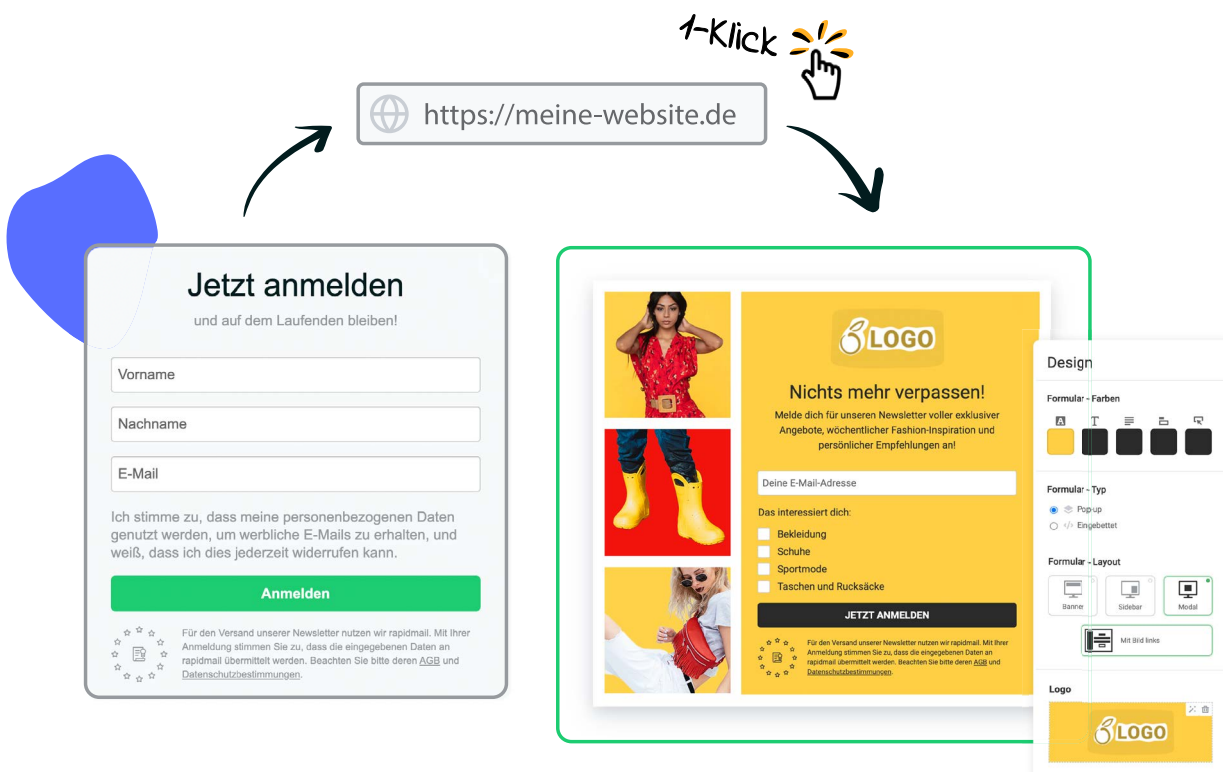 1-Klick
https://meine-website.de
Jetzt anmelden
und auf dem Laufenden bleiben!
Vorname
Nachname
E-Mail
Ich stimme zu, dass meine personenbezogenen Daten
genutzt werden, um werbliche E-Mails zu erhalten, und
weiß, dass ich dies jederzeit widerrufen kann.
Anmelden
Für den Versand unserer Newsletter nutzen wir rapidmail. Mit Ihrer
Anmeldung stimmen Sie zu, dass die eingegebenen Daten an
rapidmail übermittelt werden. Beachten Sie bitte deren AGB und
Datenschutzbestimmungen.
LOGO
Nichts mehr verpassen!
Melde dich für unseren Newsletter voller exklusiver
Angebote, wöchentlicher Fashion-Inspiration und
persönlicher Empfehlungen an!
Deine E-Mail-Adresse
Das interessiert dich:
Bekleidung
Schuhe
Sportmode
Taschen und Rucksäcke
JETZT ANMELDEN
Für den Versand unserer Newsletter nutzen wir rapidmail. Mit Ihrer
Anmeldung stimmen Sie zu, dass die eingegebenen Daten an
rapidmail übermittelt werden. Beachten Sie bitte deren AGB und
Datenschutzbestimmungen.
Design
Formular - Farben
A T
Formular - Typ
Pop-up
</> Eingebettet
Formular - Layout
Banner Sidebar Modal
Mit Bild links
Logo
LOGO